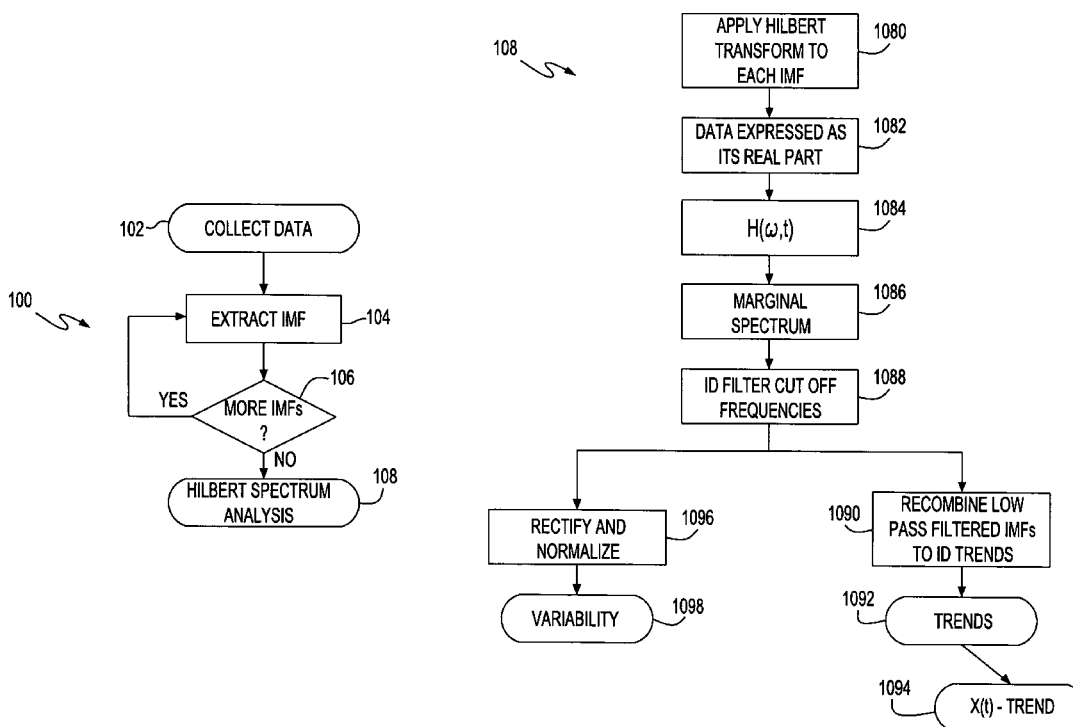 100
102
COLLECT DATA
EXTRACT IMF
104
106
YES
MORE IMFs
?
NO
HILBERT SPECTRUM
ANALYSIS
108
108
APPLY HILBERT
TRANSFORM TO
EACH IMF
1080
DATA EXPRESSED AS
ITS REAL PART
1082
H(ω,t)
1084
MARGINAL
SPECTRUM
1086
ID FILTER CUT OFF
FREQUENCIES
1088
RECTIFY AND
NORMALIZE
1096
VARIABILITY
1098
1090
RECOMBINE LOW
PASS FILTERED IMFs
TO ID TRENDS
1092
TRENDS
1094
X(t) - TREND